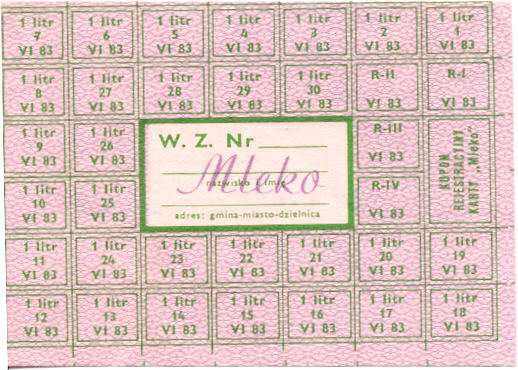 1 litr 7 VI 83
1 litr 6 VI 83
1 litr 5 VI 83
1 litr 4 VI 83
1 litr 3 VI 83
1 litr 2 VI 83
1 litr 1 VI 83
1 litr 8 VI 83
1 litr 27 VI 83
1 litr 28 VI 83
1 litr 29 VI 83
1 litr 30 VI 83
R-II VI 83
R-I VI 83
1 litr 9 VI 83
1 litr 26 VI 83
W. Z. Nr
Mleko
nazwisko i imię
adres: gmina-miasto-dzielnica
R-III VI 83
KUPON
REJESTRACYJNY
KARTY „Mleko"
1 litr 10 VI 83
1 litr 25 VI 83
R-IV VI 83
1 litr 11 VI 83
1 litr 24 VI 83
1 litr 23 VI 83
1 litr 22 VI 83
1 litr 21 VI 83
1 litr 20 VI 83
1 litr 19 VI 83
1 litr 12 VI 83
1 litr 13 VI 83
1 litr 14 VI 83
1 litr 15 VI 83
1 litr 16 VI 83
1 litr 17 VI 83
1 litr 18 VI 83